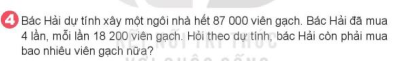 4 Bác Hải dự tính xây một ngôi nhà hết 87 000 viên gạch. Bác Hải đã mua
4 lần, mỗi lần 18 200 viên gạch. Hỏi theo dự tính, bác Hải còn phải mua
bao nhiêu viên gạch nữa?